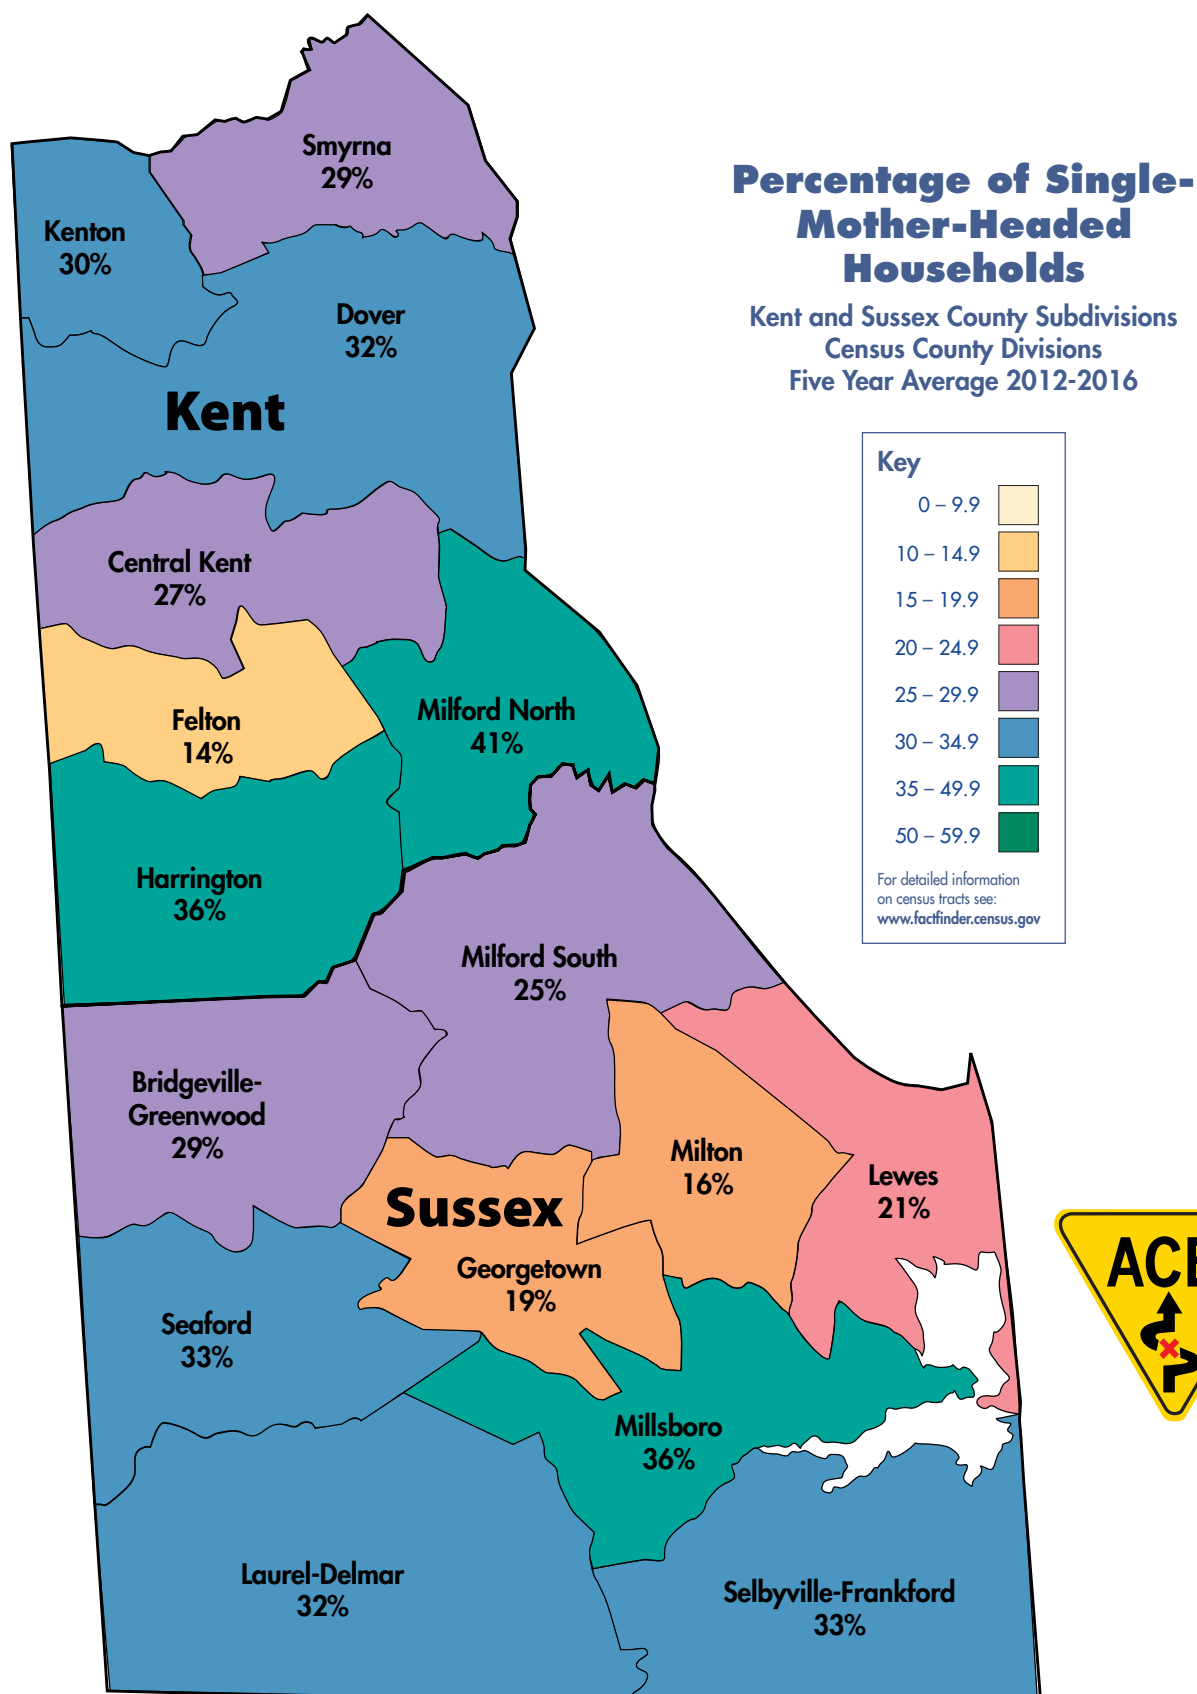 Percentage of Single-
Mother-Headed
Households
Kent and Sussex County Subdivisions
Census County Divisions
Five Year Average 2012-2016
Key
0 – 9.9
10 – 14.9
15 – 19.9
20 – 24.9
25 – 29.9
30 – 34.9
35 – 49.9
50 – 59.9
For detailed information
on census tracts see:
www.factfinder.census.gov
Smyrna
29%
Kenton
30%
Dover
32%
Kent
Central Kent
27%
Felton
14%
Milford North
41%
Harrington
36%
Milford South
25%
Bridgeville-
Greenwood
29%
Milton
16%
Lewes
21%
Sussex
Georgetown
19%
Seaford
33%
Millsboro
36%
Laurel-Delmar
32%
Selbyville-Frankford
33%